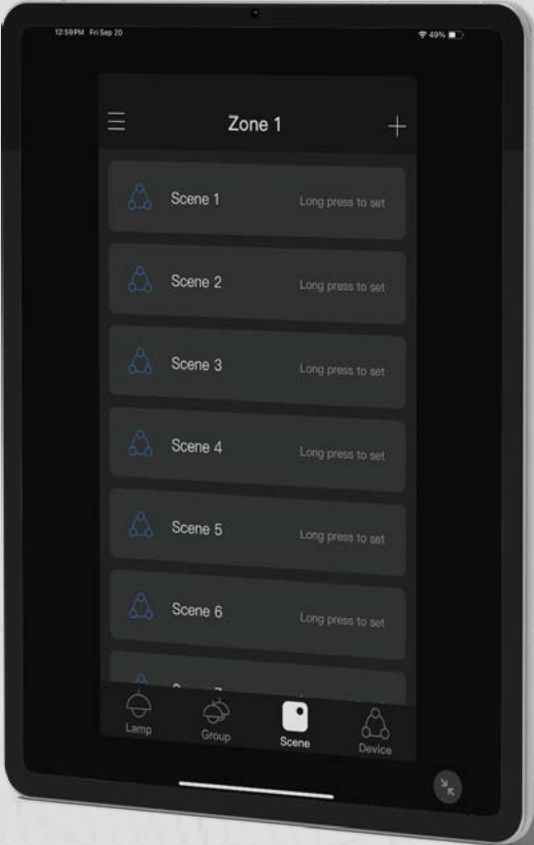 12:59 PM Fri Sep 20
49%
Zone 1
Scene 1
Long press to set
Scene 2
Long press to set
Scene 3
Long press to set
Scene 4
Long press to set
Scene 5
Long press to set
Scene 6
Long press to set
Lamp
Group
Scene
Device